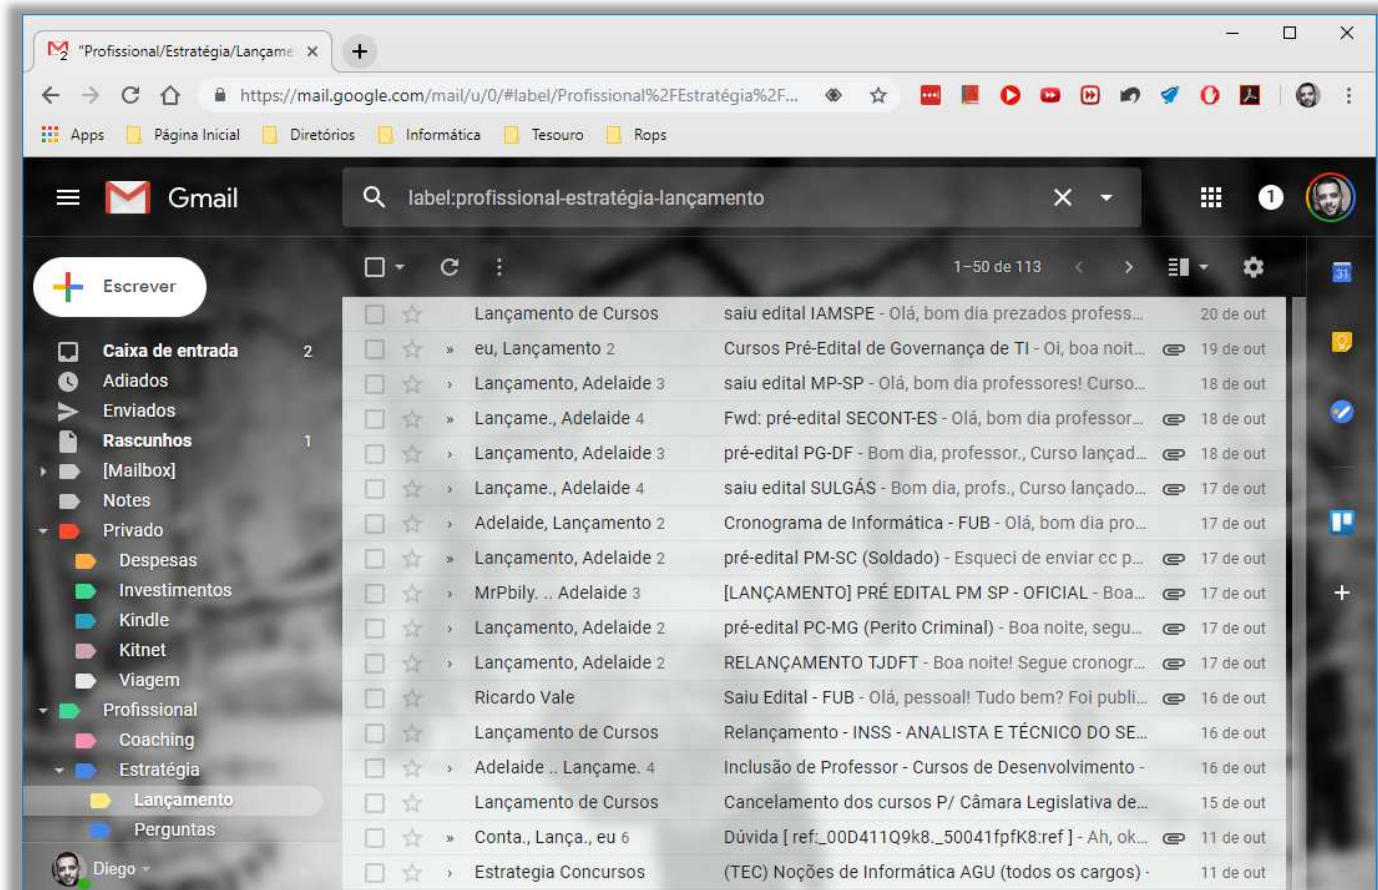 "Profissional/Estratégia/Lançame
https://mail.google.com/mail/u/0/#label/Profissional%2FEstratégia%2F...
Apps Página Inicial Diretórios Informática Tesouro Rops
Gmail
label:profissional-estratégia-lançamento
1
Escrever
1–50 de 113
31
Caixa de entrada 2
Adiados
Enviados
Rascunhos 1
[Mailbox]
Notes
Privado
Despesas
Investimentos
Kindle
Kitnet
Viagem
Profissional
Coaching
Estratégia
Lançamento
Perguntas
Diego
Lançamento de Cursos saiu edital IAMSPE - Olá, bom dia prezados profess... 20 de out
» eu, Lançamento 2 Cursos Pré-Edital de Governança de TI - Oi, boa noit... 19 de out
› Lançamento, Adelaide 3 saiu edital MP-SP - Olá, bom dia professores! Curso... 18 de out
» Lançame., Adelaide 4 Fwd: pré-edital SECONT-ES - Olá, bom dia professor... 18 de out
› Lançamento, Adelaide 3 pré-edital PG-DF - Bom dia, professor., Curso lançad... 18 de out
› Lançame., Adelaide 4 saiu edital SULGÁS - Bom dia, profs., Curso lançado... 17 de out
› Adelaide, Lançamento 2 Cronograma de Informática - FUB - Olá, bom dia pro... 17 de out
» Lançamento, Adelaide 2 pré-edital PM-SC (Soldado) - Esqueci de enviar cc p... 17 de out
› MrPbily. .. Adelaide 3 [LANÇAMENTO] PRÉ EDITAL PM SP - OFICIAL - Boa... 17 de out
› Lançamento, Adelaide 2 pré-edital PC-MG (Perito Criminal) - Boa noite, segu... 17 de out
› Lançamento, Adelaide 2 RELANÇAMENTO TJDFT - Boa noite! Segue cronogr... 17 de out
Ricardo Vale Saiu Edital - FUB - Olá, pessoal! Tudo bem? Foi publi... 16 de out
Lançamento de Cursos Relançamento - INSS - ANALISTA E TÉCNICO DO SE... 16 de out
› Adelaide .. Lançame. 4 Inclusão de Professor - Cursos de Desenvolvimento - 16 de out
Lançamento de Cursos Cancelamento dos cursos P/ Câmara Legislativa de... 15 de out
» Conta., Lança., eu 6 Dúvida [ ref:_00D411Q9k8._50041fpfK8:ref ] - Ah, ok... 11 de out
› Estrategia Concursos (TEC) Noções de Informática AGU (todos os cargos) - 11 de out